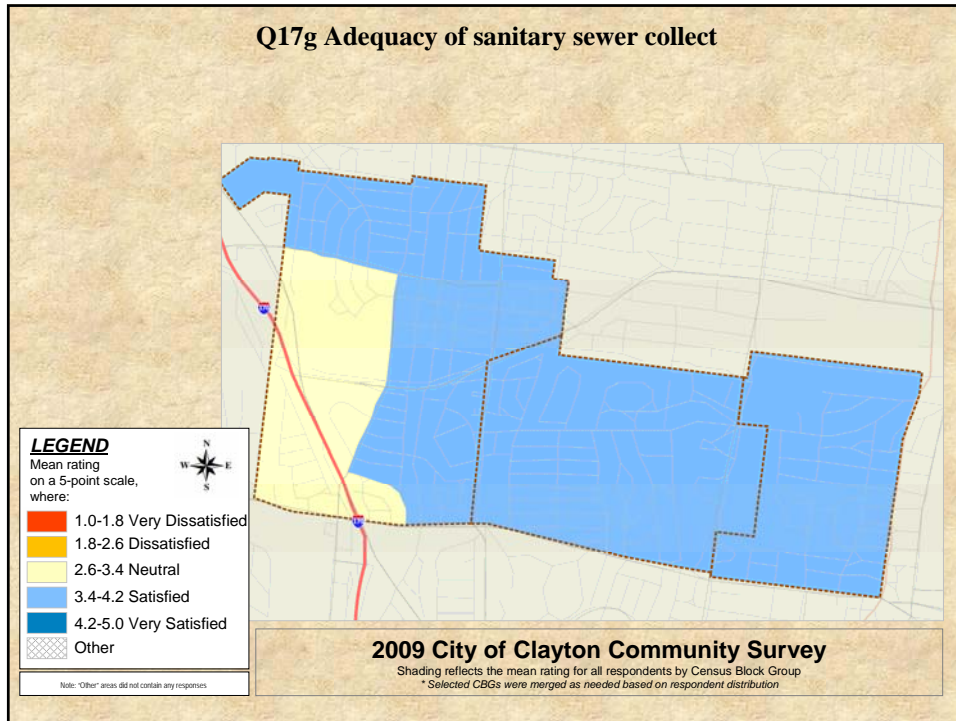 Q17g Adequacy of sanitary sewer collect
LEGEND
Mean rating
on a 5-point scale,
where:
N
W E
S
1.0-1.8 Very Dissatisfied
1.8-2.6 Dissatisfied
2.6-3.4 Neutral
3.4-4.2 Satisfied
4.2-5.0 Very Satisfied
Other
Note: "Other" areas did not contain any responses
2009 City of Clayton Community Survey
Shading reflects the mean rating for all respondents by Census Block Group
* Selected CBGs were merged as needed based on respondent distribution